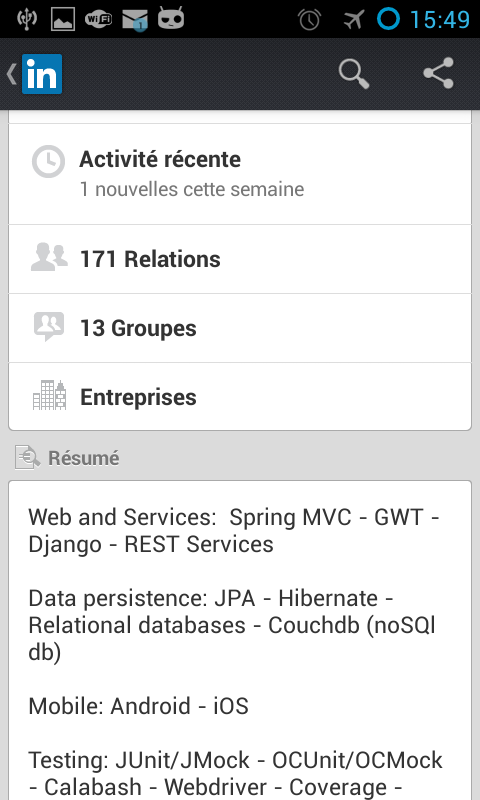 15:49
in
Activité récente
1 nouvelles cette semaine
171 Relations
13 Groupes
Entreprises
Résumé
Web and Services:  Spring MVC - GWT -
Django - REST Services
Data persistence: JPA - Hibernate -
Relational databases - Couchdb (noSQl
db)
Mobile: Android - iOS
Testing: JUnit/JMock - OCUnit/OCMock
- Calabash - Webdriver - Coverage -